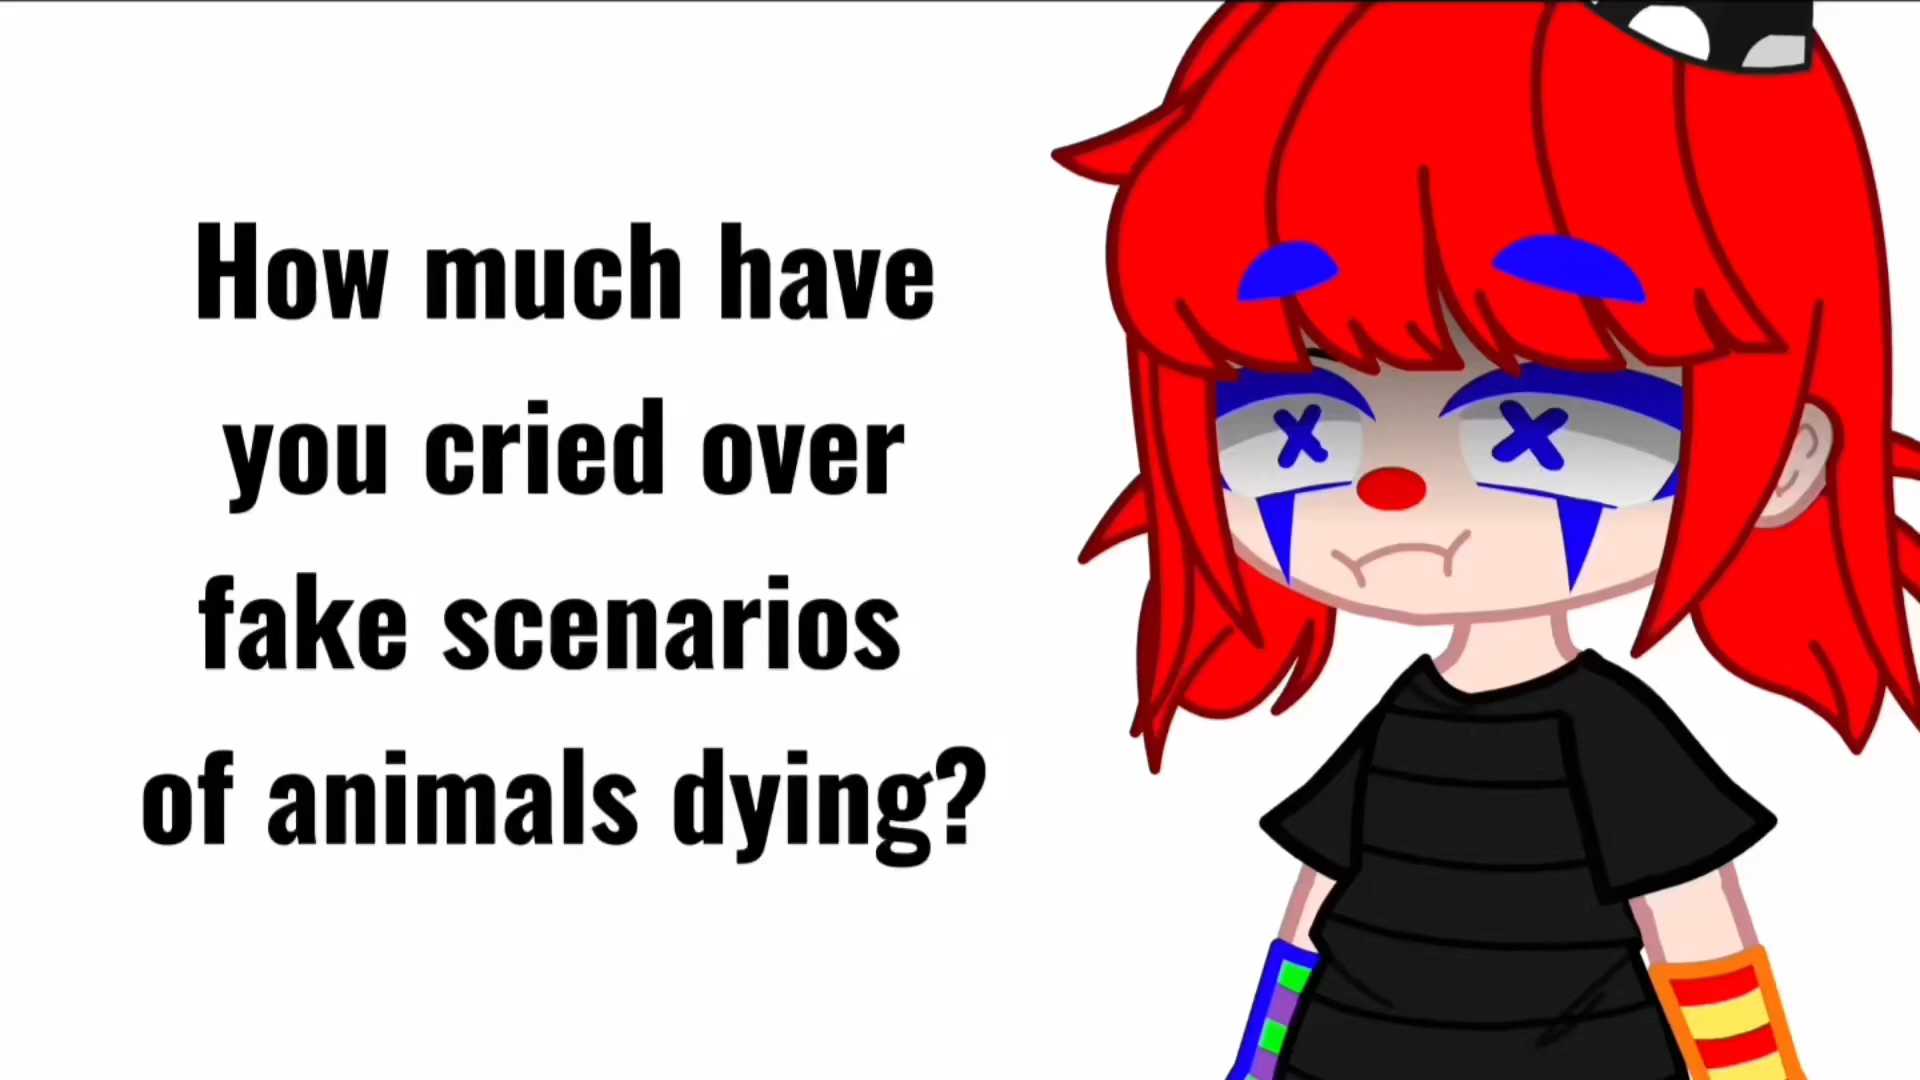 How much have
you cried over
fake scenarios
of animals dying?